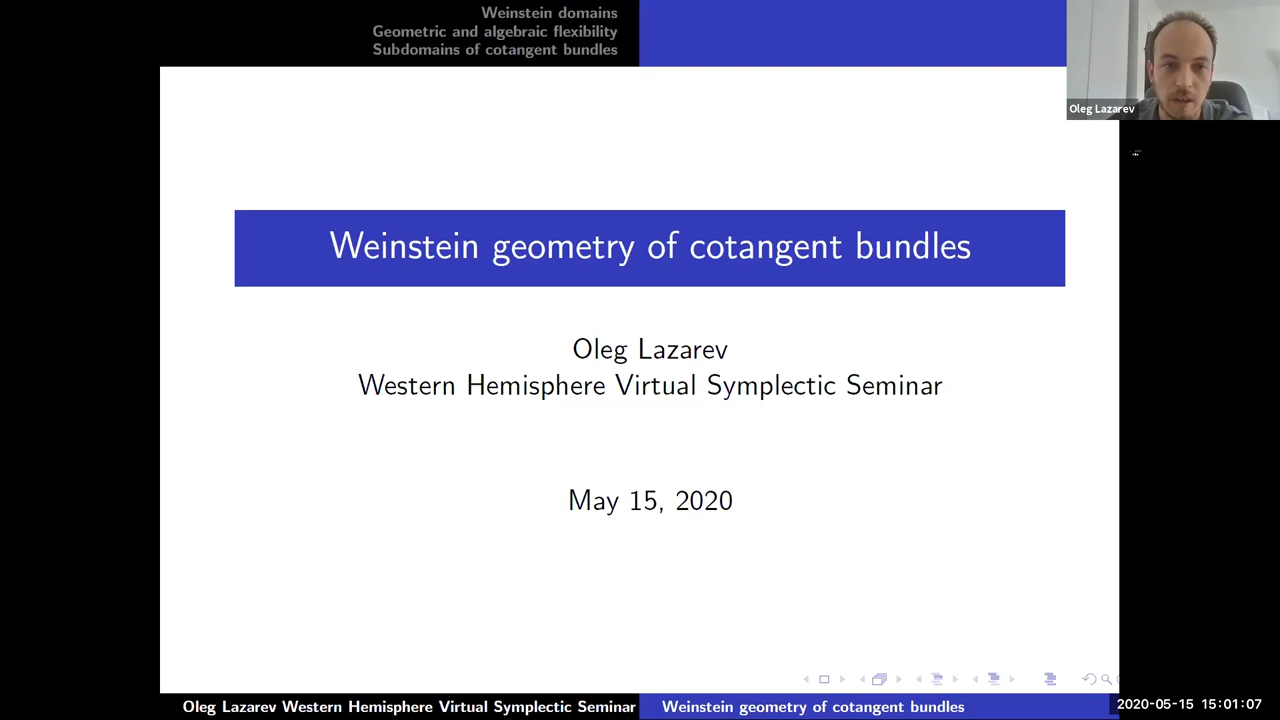 Weinstein domains
Geometric and algebraic flexibility
Subdomains of cotangent bundles
Oleg Lazarev
Weinstein geometry of cotangent bundles
Oleg Lazarev
Western Hemisphere Virtual Symplectic Seminar
May 15, 2020
Oleg Lazarev Western Hemisphere Virtual Symplectic Seminar
Weinstein geometry of cotangent bundles
2020-05-15 15:01:07